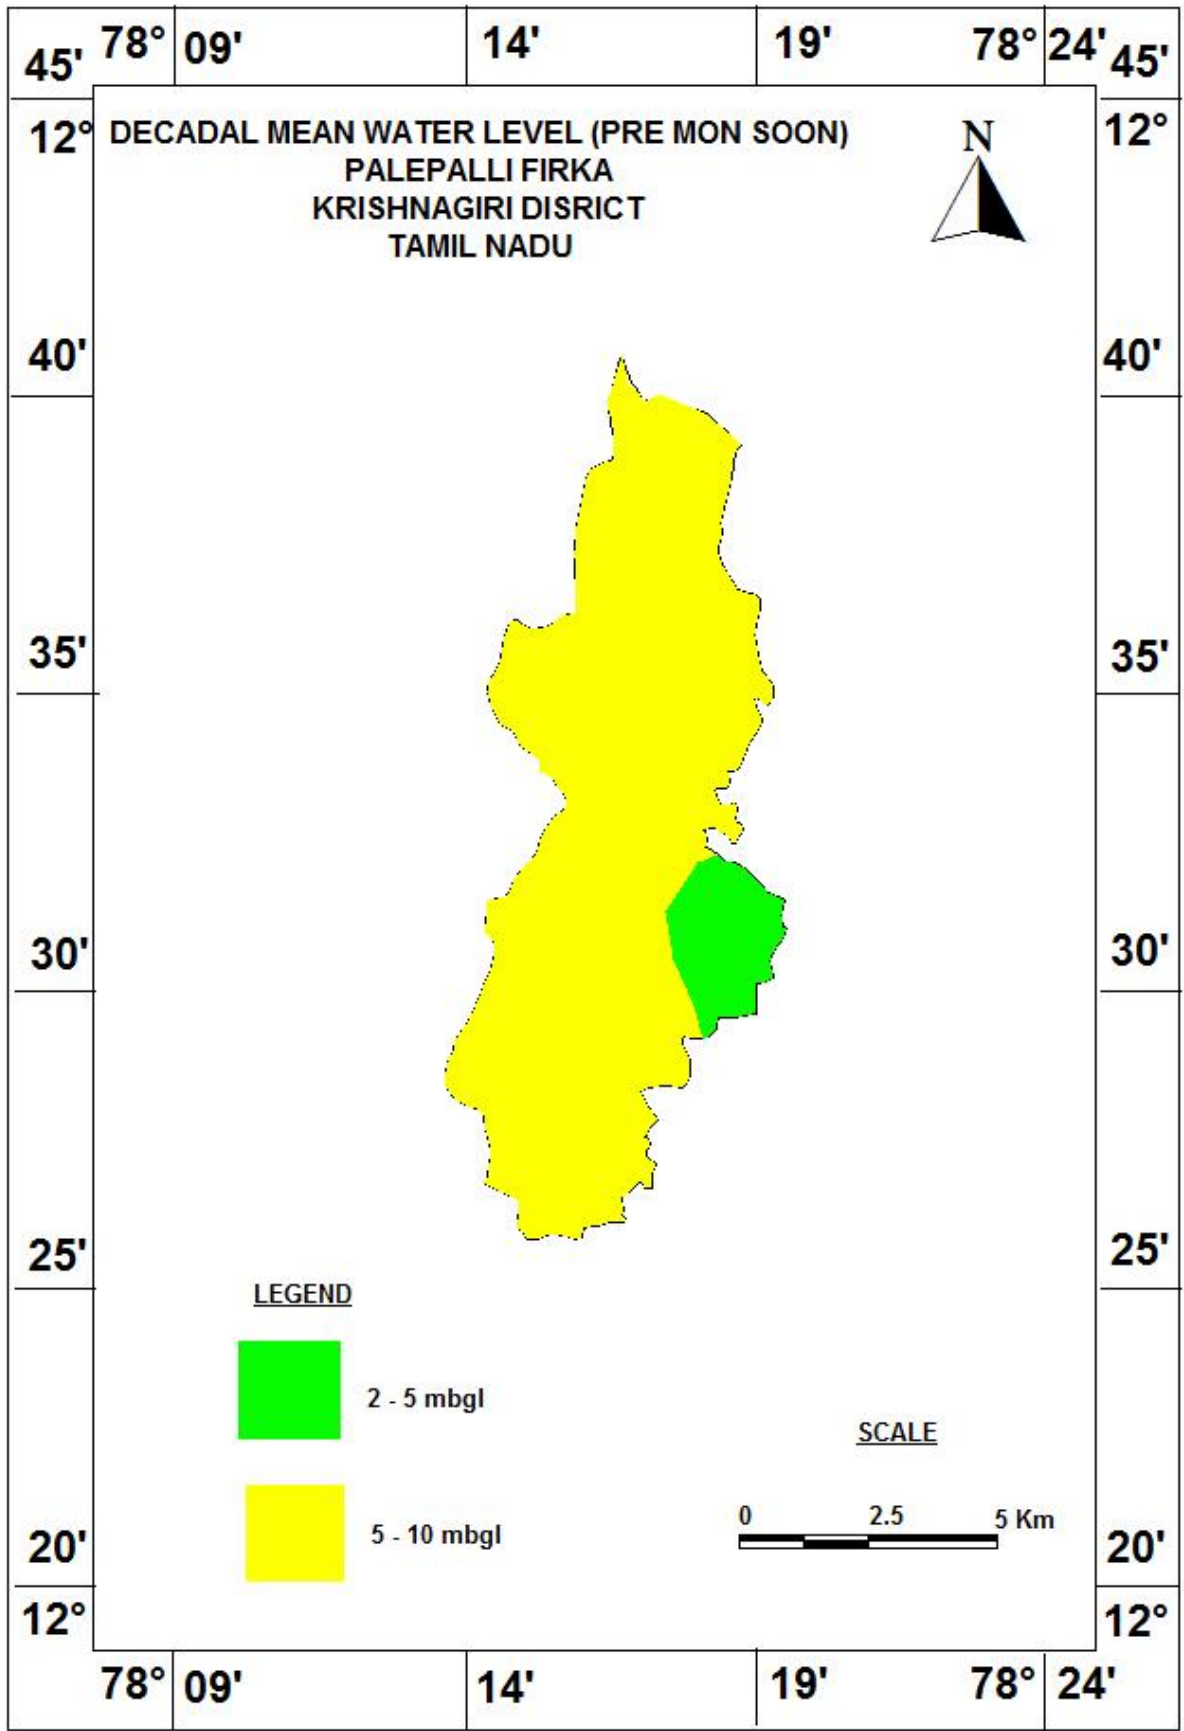 78° 09' 14' 19' 78° 24'
45' 45'
12° 12°
DECADAL MEAN WATER LEVEL (PRE MON SOON)
PALEPALLI FIRKA
KRISHNAGIRI DISRICT
TAMIL NADU
N
40' 40'
35' 35'
30' 30'
25' 25'
LEGEND
2 - 5 mbgl
5 - 10 mbgl
SCALE
0 2.5 5 Km
20' 20'
12° 12°
78° 09' 14' 19' 78° 24'